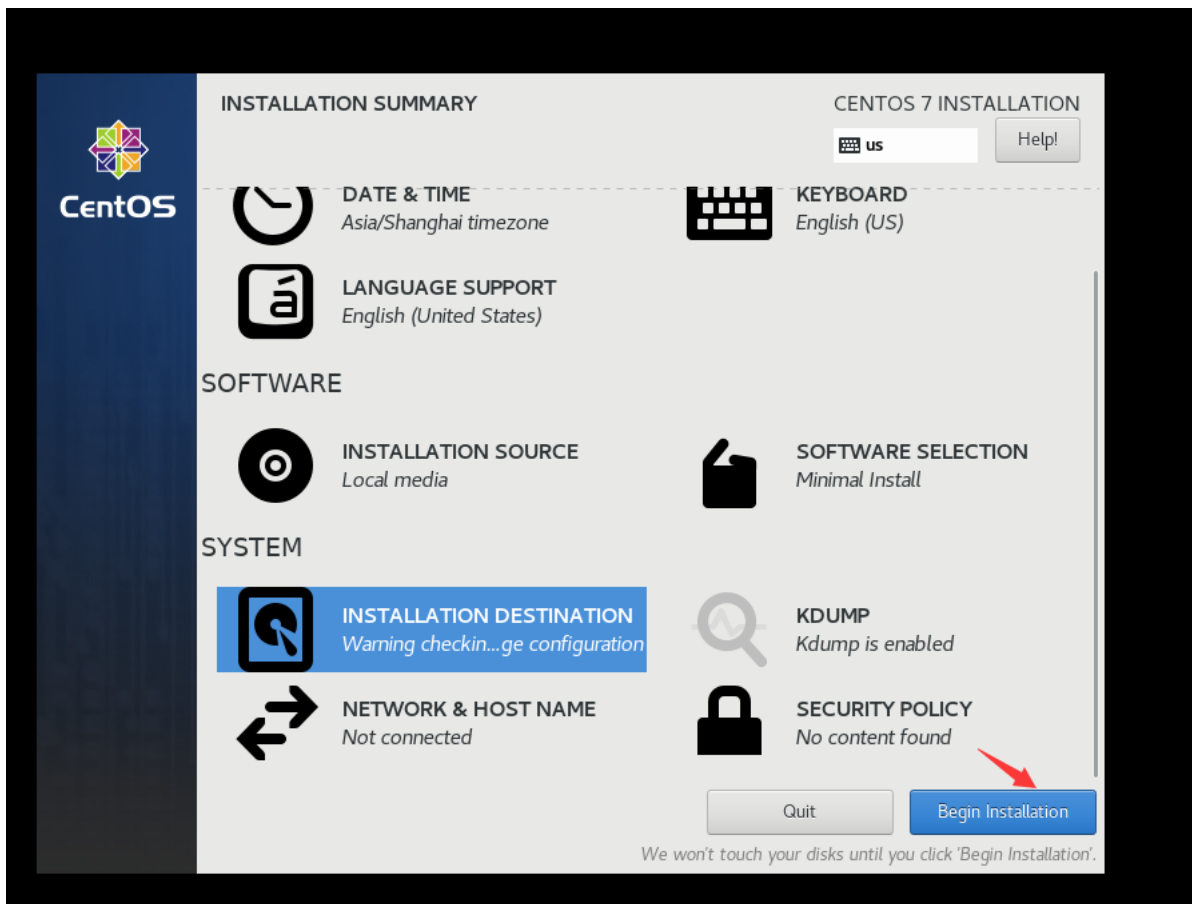 INSTALLATION SUMMARY
CENTOS 7 INSTALLATION
us
Help!
CentOS
DATE & TIME
Asia/Shanghai timezone
KEYBOARD
English (US)
á
LANGUAGE SUPPORT
English (United States)
SOFTWARE
INSTALLATION SOURCE
Local media
SOFTWARE SELECTION
Minimal Install
SYSTEM
INSTALLATION DESTINATION
Warning checkin...ge configuration
KDUMP
Kdump is enabled
NETWORK & HOST NAME
Not connected
SECURITY POLICY
No content found
Quit
Begin Installation
We won't touch your disks until you click 'Begin Installation'.